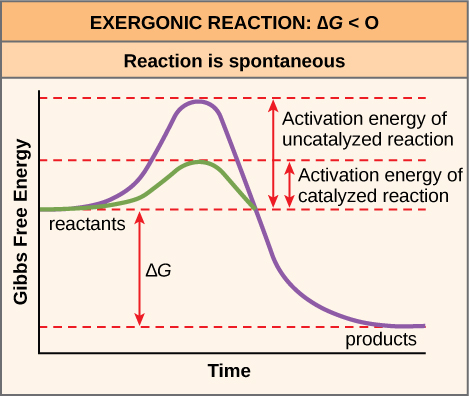 EXERGONIC REACTION: ΔG < O
Reaction is spontaneous
Gibbs Free Energy
Activation energy of
uncatalyzed reaction
Activation energy of
catalyzed reaction
reactants
ΔG
products
Time